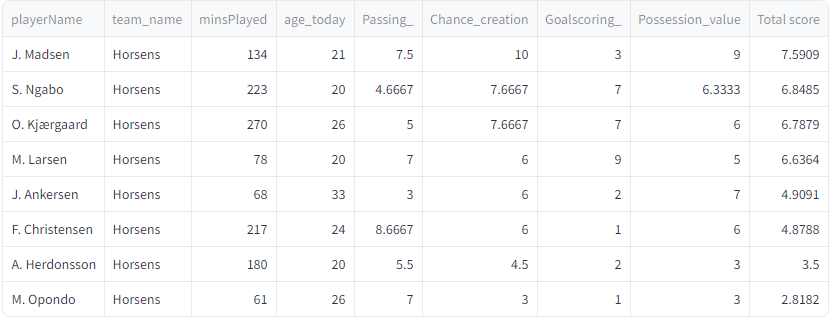 playerName team_name minsPlayed age_today Passing_ Chance_creation Goalscoring_ Possession_value Total score
J. Madsen Horsens 134 21 7.5 10 3 9 7.5909
S. Ngabo Horsens 223 20 4.6667 7.6667 7 6.3333 6.8485
O. Kjærgaard Horsens 270 26 5 7.6667 7 6 6.7879
M. Larsen Horsens 78 20 7 6 9 5 6.6364
J. Ankersen Horsens 68 33 3 6 2 7 4.9091
F. Christensen Horsens 217 24 8.6667 6 1 6 4.8788
A. Herdonsson Horsens 180 20 5.5 4.5 2 3 3.5
M. Opondo Horsens 61 26 7 3 1 3 2.8182